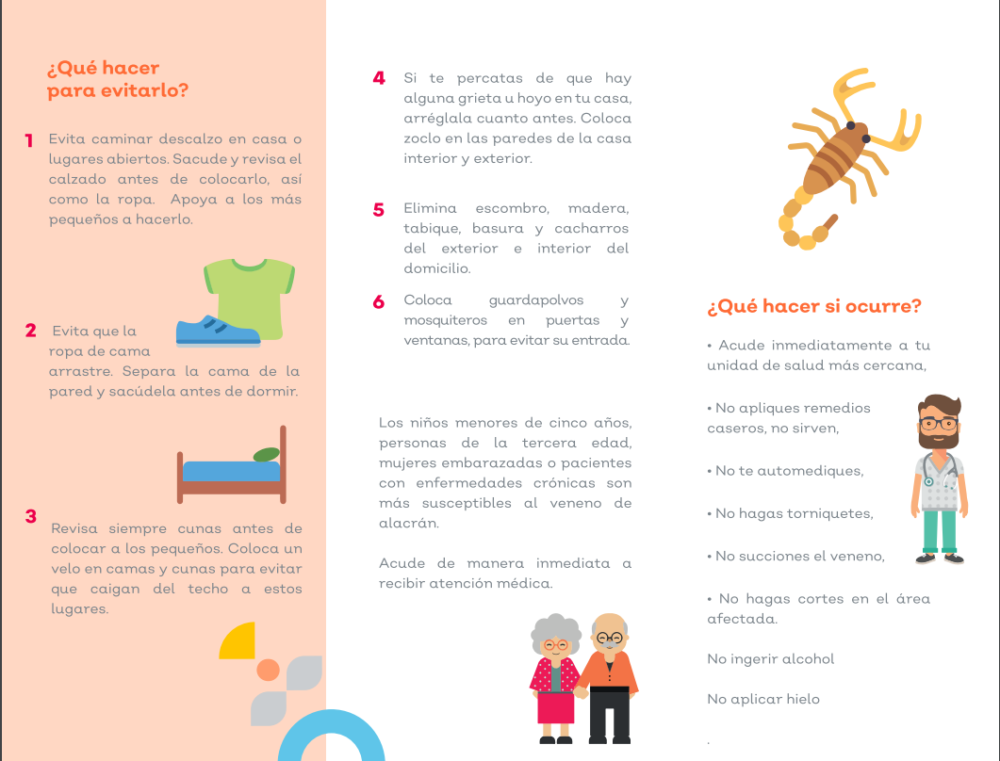 ¿Qué hacer
para evitarlo?
1
Evita caminar descalzo en casa o
lugares abiertos. Sacude y revisa el
calzado antes de colocarlo, así
como la ropa. Apoya a los más
pequeños a hacerlo.
2
Evita que la
ropa de cama
arrastre. Separa la cama de la
pared y sacúdela antes de dormir.
3
Revisa siempre cunas antes de
colocar a los pequeños. Coloca un
velo en camas y cunas para evitar
que caigan del techo a estos
lugares.
4
Si te percatas de que hay
alguna grieta u hoyo en tu casa,
arréglala cuanto antes. Coloca
zoclo en las paredes de la casa
interior y exterior.
5
Elimina escombro, madera,
tabique, basura y cacharros
del exterior e interior del
domicilio.
6
Coloca guardapolvos y
mosquiteros en puertas y
ventanas, para evitar su entrada.
Los niños menores de cinco años,
personas de la tercera edad,
mujeres embarazadas o pacientes
con enfermedades crónicas son
más susceptibles al veneno de
alacrán.
Acude de manera inmediata a
recibir atención médica.
¿Qué hacer si ocurre?
• Acude inmediatamente a tu
unidad de salud más cercana,
• No apliques remedios
caseros, no sirven,
• No te automediques,
• No hagas torniquetes,
• No succiones el veneno,
• No hagas cortes en el área
afectada.
No ingerir alcohol
No aplicar hielo
.